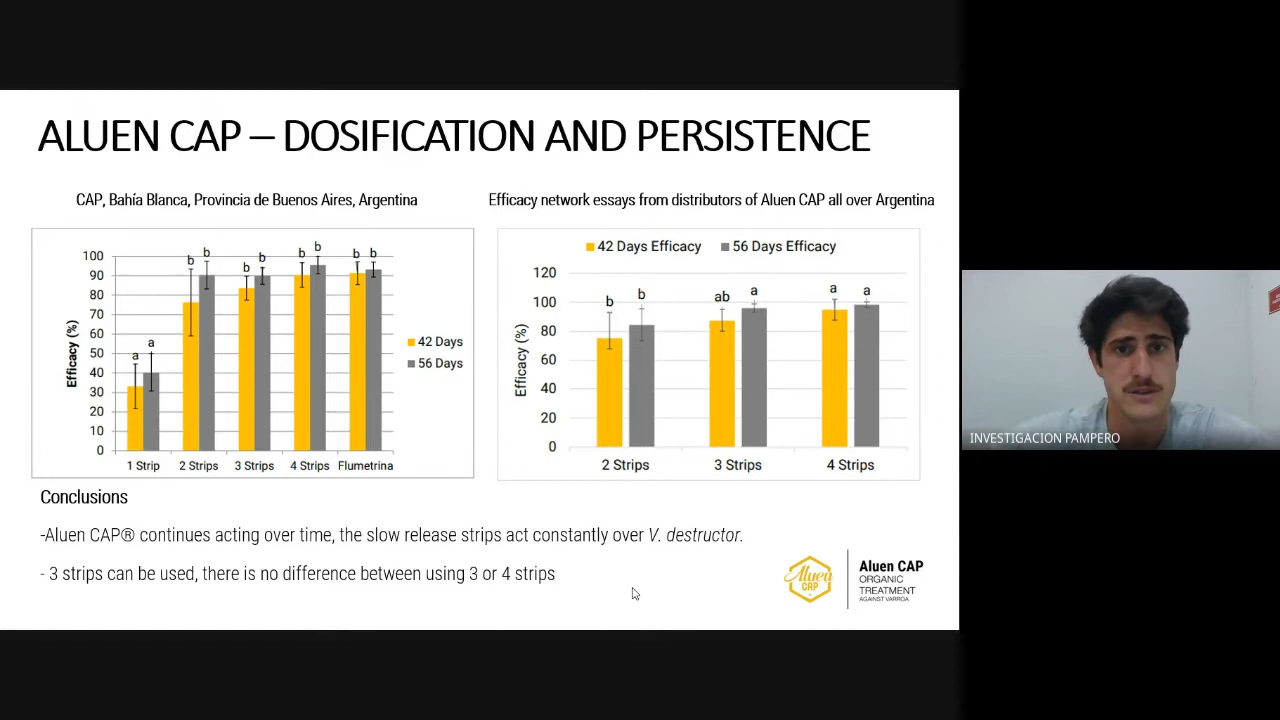 ALUEN CAP – DOSIFICATION AND PERSISTENCE
CAP, Bahía Blanca, Provincia de Buenos Aires, Argentina
Efficacy (%)
100
90
80
70
60
50
40
30
20
10
0
a
a
b
b
b
b
b
b
b
b
1 Strip
2 Strips
3 Strips
4 Strips
Flumetrina
42 Days
56 Days
Efficacy network essays from distributors of Aluen CAP all over Argentina
42 Days Efficacy
56 Days Efficacy
Efficacy (%)
120
100
80
60
40
20
0
b
b
ab
a
a
a
2 Strips
3 Strips
4 Strips
Conclusions
-Aluen CAP® continues acting over time, the slow release strips act constantly over V. destructor.
- 3 strips can be used, there is no difference between using 3 or 4 strips
Aluen
CAP
Aluen CAP
ORGANIC
TREATMENT
AGAINST VARROA
INVESTIGACION PAMPERO